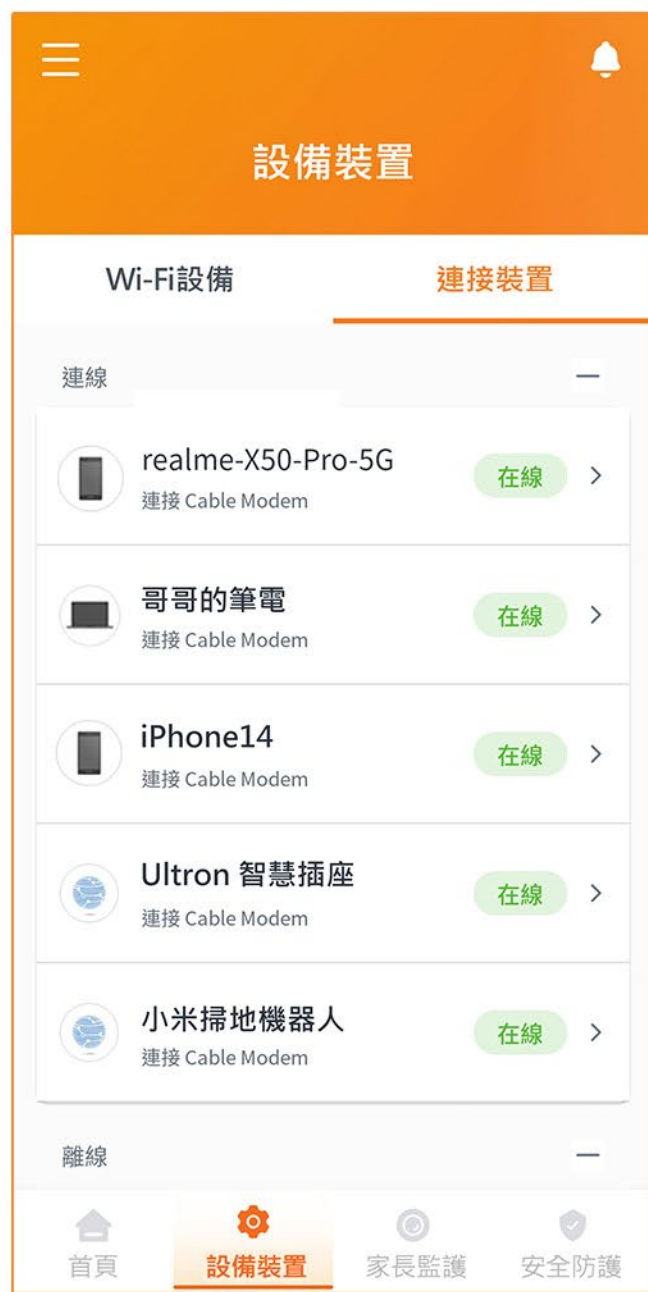 設備裝置
Wi-Fi設備
連接裝置
連線
realme-X50-Pro-5G
連接 Cable Modem
在線
哥哥的筆電
連接 Cable Modem
在線
iPhone14
連接 Cable Modem
在線
Ultron 智慧插座
連接 Cable Modem
在線
小米掃地機器人
連接 Cable Modem
在線
離線
首頁
設備裝置
家長監護
安全防護